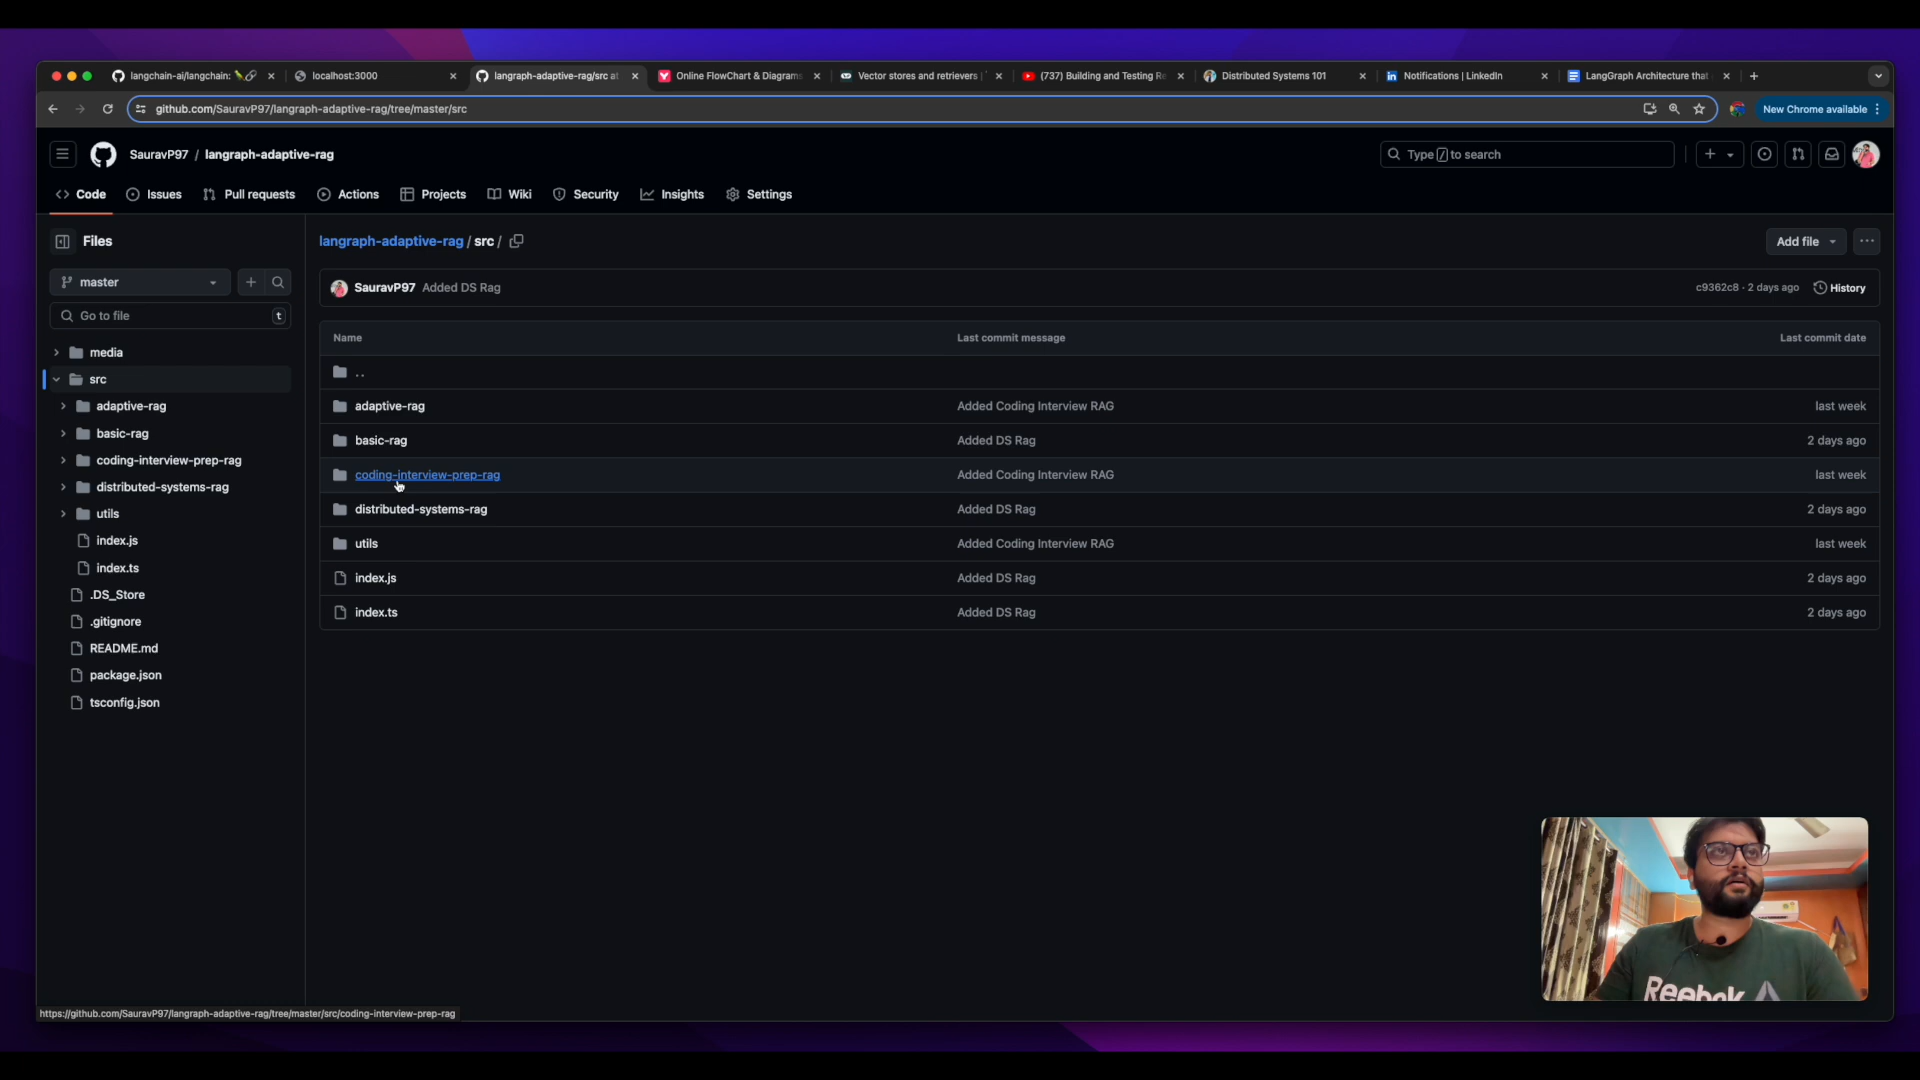 langchain-ai/langchain: 🦜🔗
localhost:3000
langraph-adaptive-rag/src at
Online FlowChart & Diagrams
Vector stores and retrievers |
(737) Building and Testing Re
Distributed Systems 101
Notifications | LinkedIn
LangGraph Architecture that
github.com/SauravP97/langraph-adaptive-rag/tree/master/src
New Chrome available
SauravP97 / langraph-adaptive-rag
Type / to search
Code
Issues
Pull requests
Actions
Projects
Wiki
Security
Insights
Settings
Files
langraph-adaptive-rag / src /
Add file
master
SauravP97 Added DS Rag
c9362c8 · 2 days ago
History
Go to file
t
Name
Last commit message
Last commit date
media
src
adaptive-rag
basic-rag
coding-interview-prep-rag
distributed-systems-rag
utils
index.js
index.ts
.DS_Store
.gitignore
README.md
package.json
tsconfig.json
..
adaptive-rag Added Coding Interview RAG last week
basic-rag Added DS Rag 2 days ago
coding-interview-prep-rag Added Coding Interview RAG last week
distributed-systems-rag Added DS Rag 2 days ago
utils Added Coding Interview RAG last week
index.js Added DS Rag 2 days ago
index.ts Added DS Rag 2 days ago
Reebok
https://github.com/SauravP97/langraph-adaptive-rag/tree/master/src/coding-interview-prep-rag